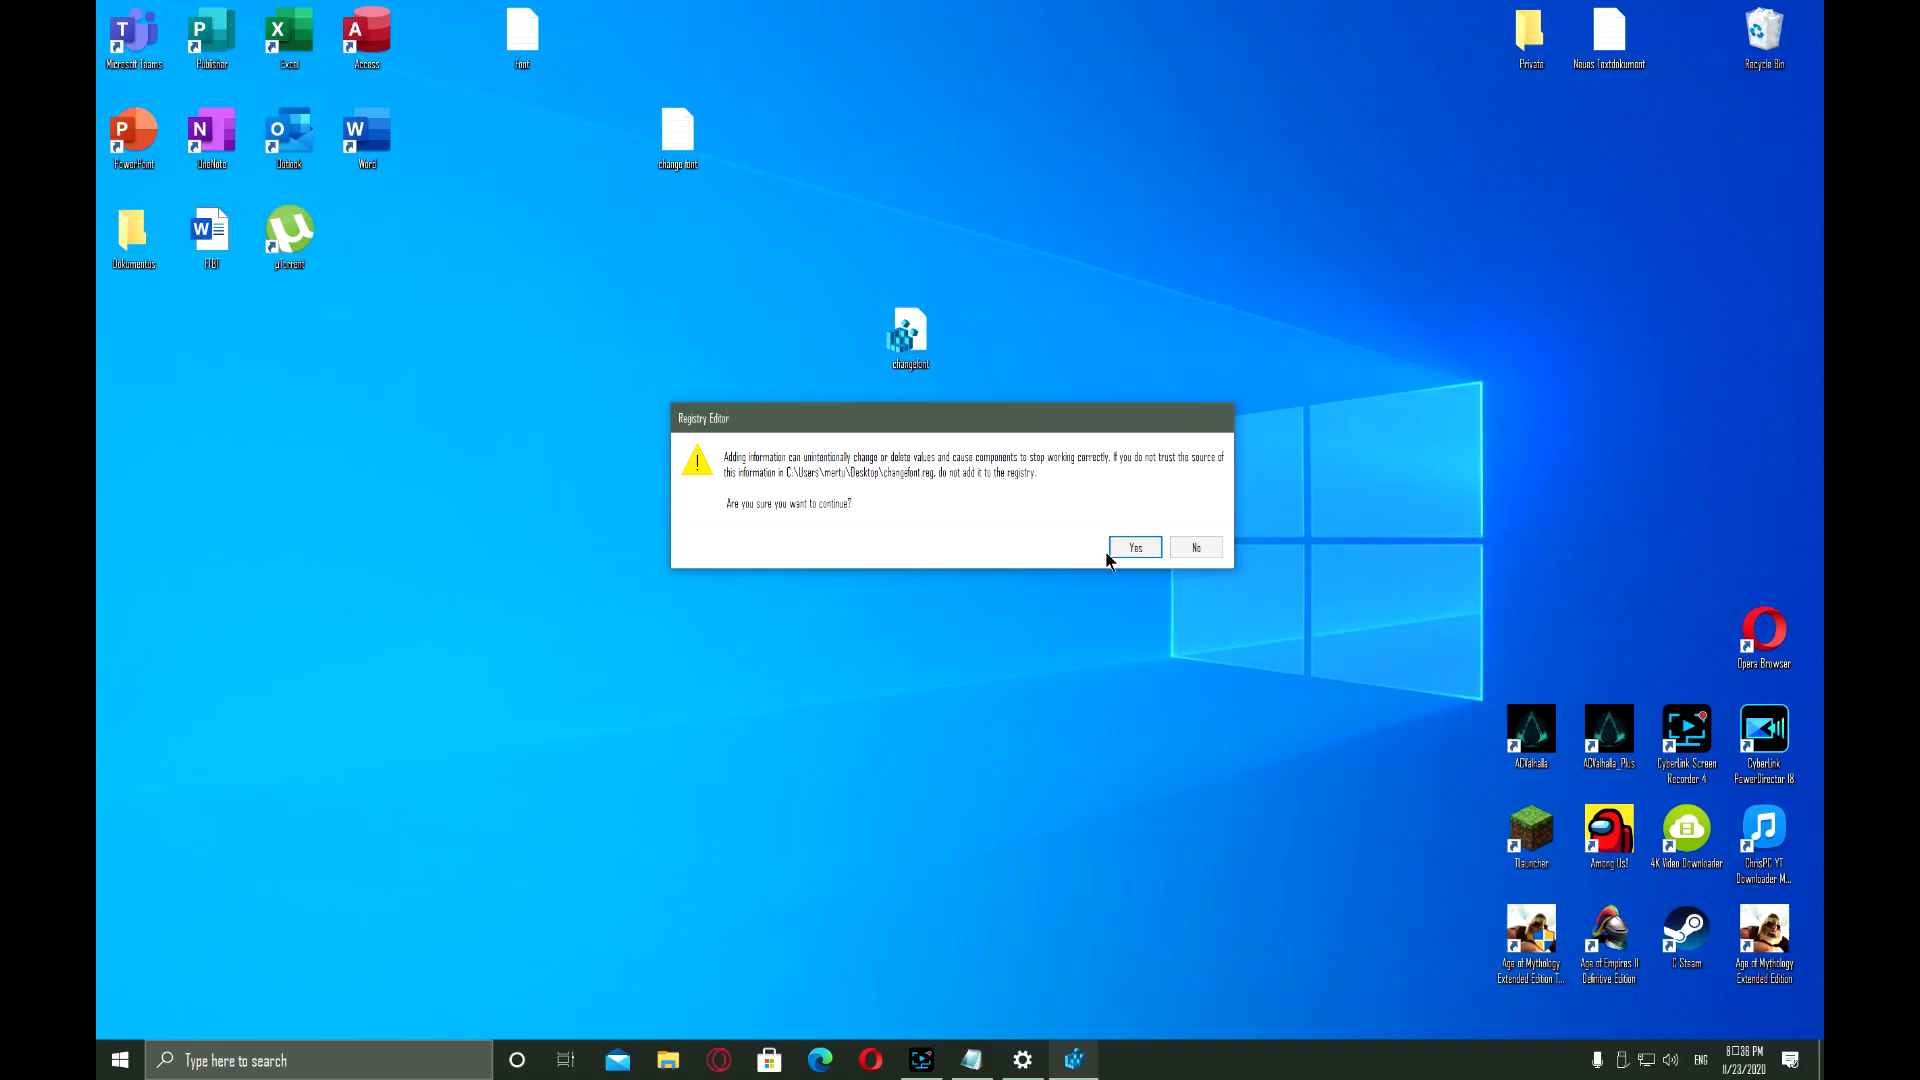 Microsoft Teams
Publisher
Excel
Access
font
Private
Neues Textdokument
Recycle Bin
PowerPoint
OneNote
Outlook
Word
change font
Dokumentus
µTorrent
changefont
Registry Editor
Adding information can unintentionally change or delete values and cause components to stop working correctly. If you do not trust the source of
this information in C:\Users\mertu\Desktop\changefont.reg, do not add it to the registry.
Are you sure you want to continue?
Yes
No
Opera Browser
ACValhalla
ACValhalla_Plus
CyberLink Screen
Recorder 4
CyberLink
PowerDirector 18
TLauncher
Among Us!
4K Video Downloader
ChrisPC YT
Downloader M...
Age of Mythology
Extended Edition T...
Age of Empires II
Definitive Edition
C Steam
Age of Mythology
Extended Edition
Type here to search
ENG
8□36 PM
11/23/2020